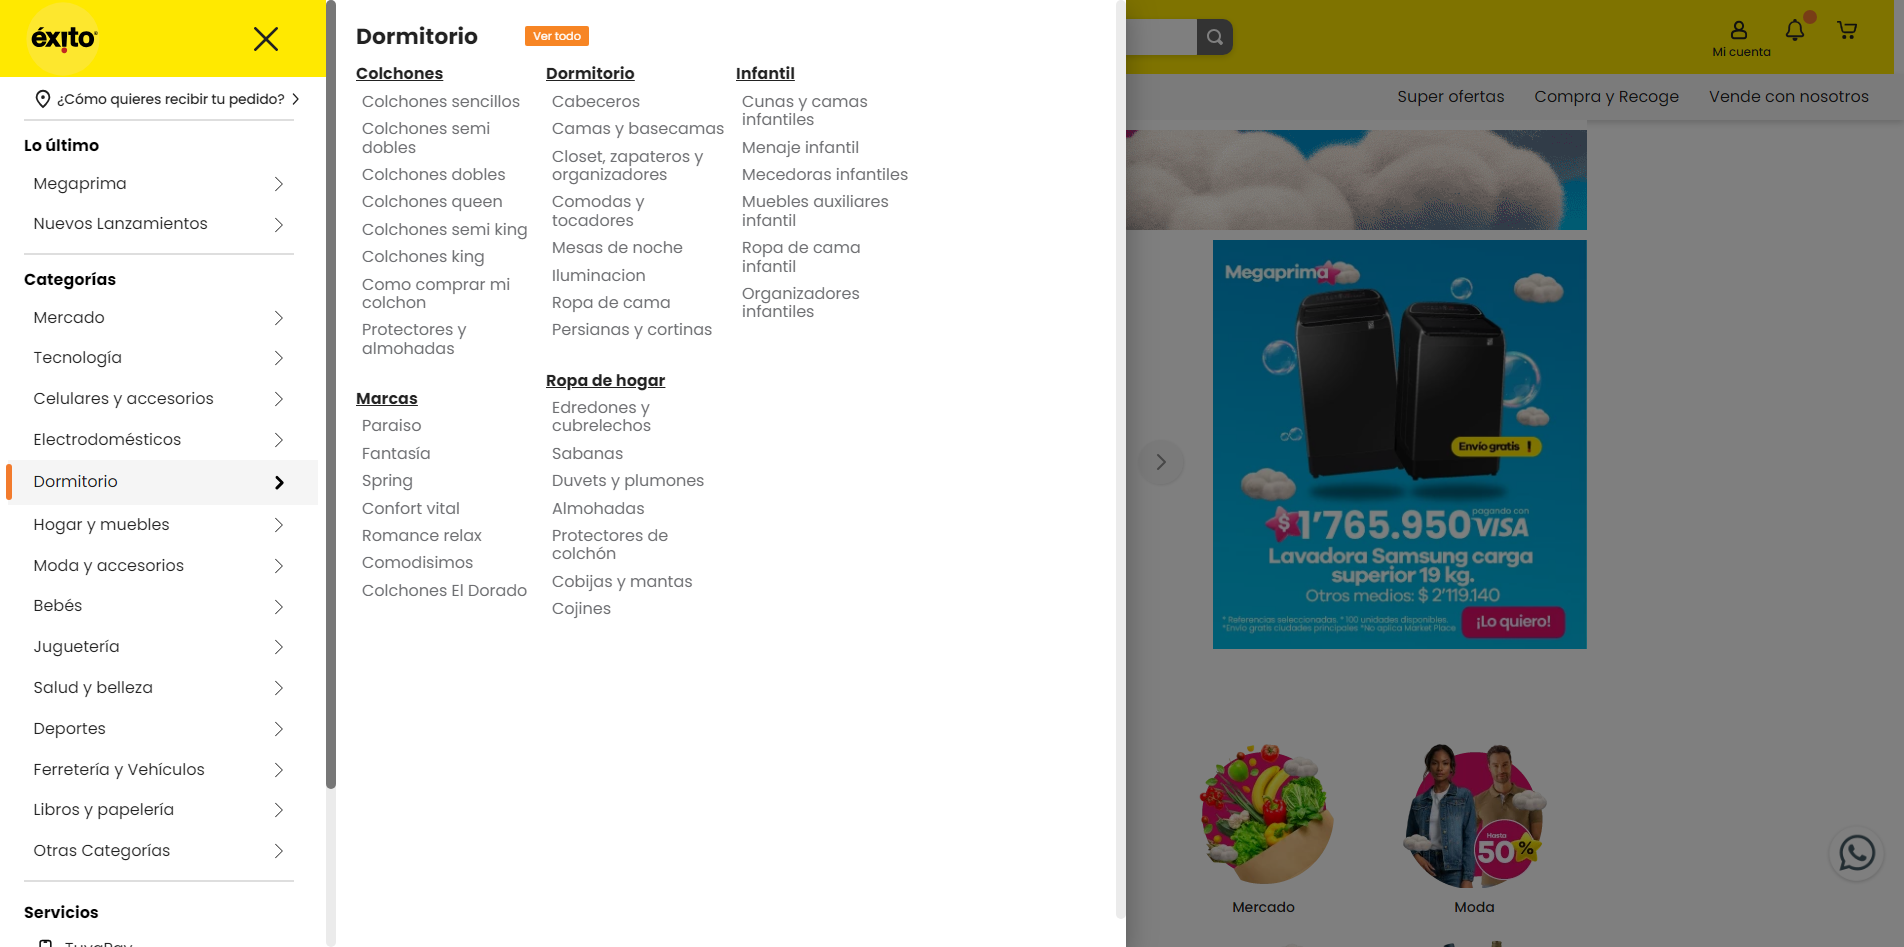 éxito
¿Cómo quieres recibir tu pedido?
Lo último
Megaprima
Nuevos Lanzamientos
Categorías
Mercado
Tecnología
Celulares y accesorios
Electrodomésticos
Dormitorio
Hogar y muebles
Moda y accesorios
Bebés
Juguetería
Salud y belleza
Deportes
Ferretería y Vehículos
Libros y papelería
Otras Categorías
Servicios
TuyaPay
Dormitorio
Ver todo
Colchones
Colchones sencillos
Colchones semi
dobles
Colchones dobles
Colchones queen
Colchones semi king
Colchones king
Como comprar mi
colchon
Protectores y
almohadas
Marcas
Paraiso
Fantasía
Spring
Confort vital
Romance relax
Comodisimos
Colchones El Dorado
Dormitorio
Cabeceros
Camas y basecamas
Closet, zapateros y
organizadores
Comodas y
tocadores
Mesas de noche
Iluminacion
Ropa de cama
Persianas y cortinas
Ropa de hogar
Edredones y
cubrelechos
Sabanas
Duvets y plumones
Almohadas
Protectores de
colchón
Cobijas y mantas
Cojines
Infantil
Cunas y camas
infantiles
Menaje infantil
Mecedoras infantiles
Muebles auxiliares
infantil
Ropa de cama
infantil
Organizadores
infantiles
Mi cuenta
Super ofertas
Compra y Recoge
Vende con nosotros
Megaprima
Envío gratis !
$1'765.950 pagando con VISA
Lavadora Samsung carga
superior 19 kg.
Otros medios: $ 2'119.140
* Referencias seleccionadas. * 100 unidades disponibles.
*Envío gratis ciudades principales *No aplica Market Place
¡Lo quiero!
Hasta
50%
Mercado
Moda